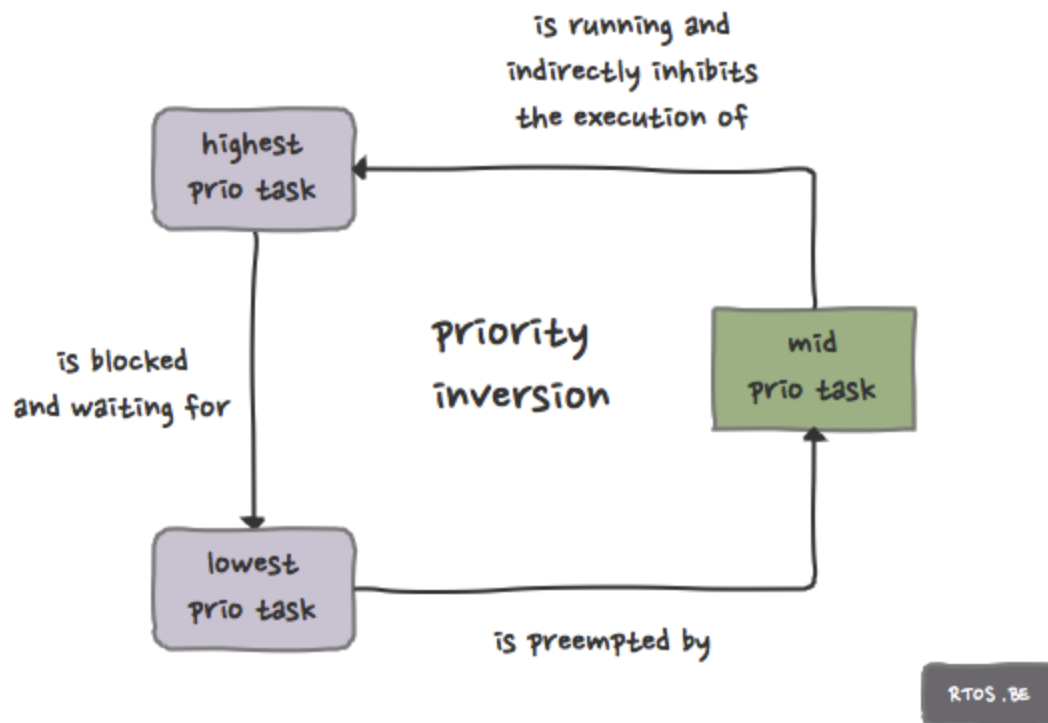 is running and
indirectly inhibits
the execution of
highest
prio task
priority
inversion
mid
prio task
is blocked
and waiting for
lowest
prio task
is preempted by
RTOS.BE